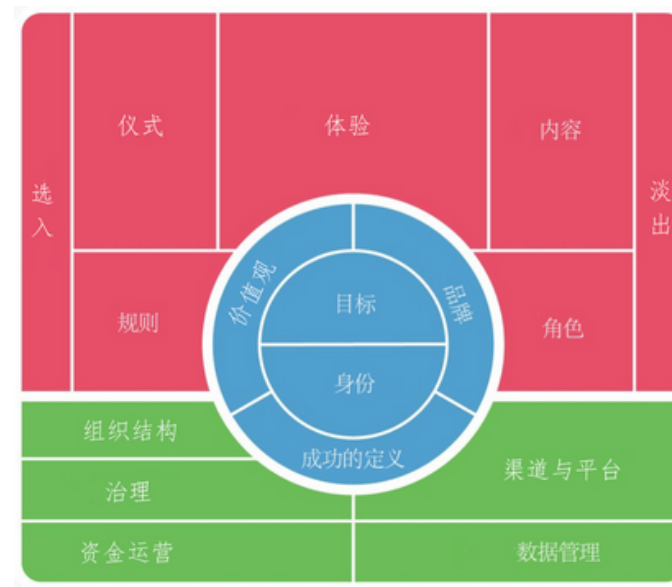 仪式
体验
内容
选入
淡出
价值观
品牌
目标
规则
角色
身份
组织结构
成功的定义
渠道与平台
治理
资金运营
数据管理